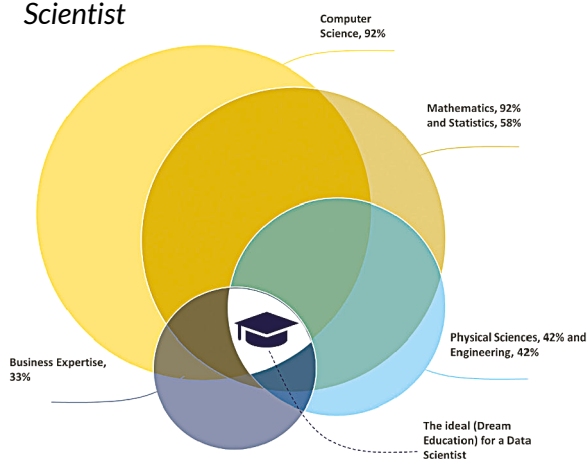 Scientist
Computer
Science, 92%
Mathematics, 92%
and Statistics, 58%
Physical Sciences, 42% and
Engineering, 42%
Business Expertise,
33%
The ideal (Dream
Education) for a Data
Scientist